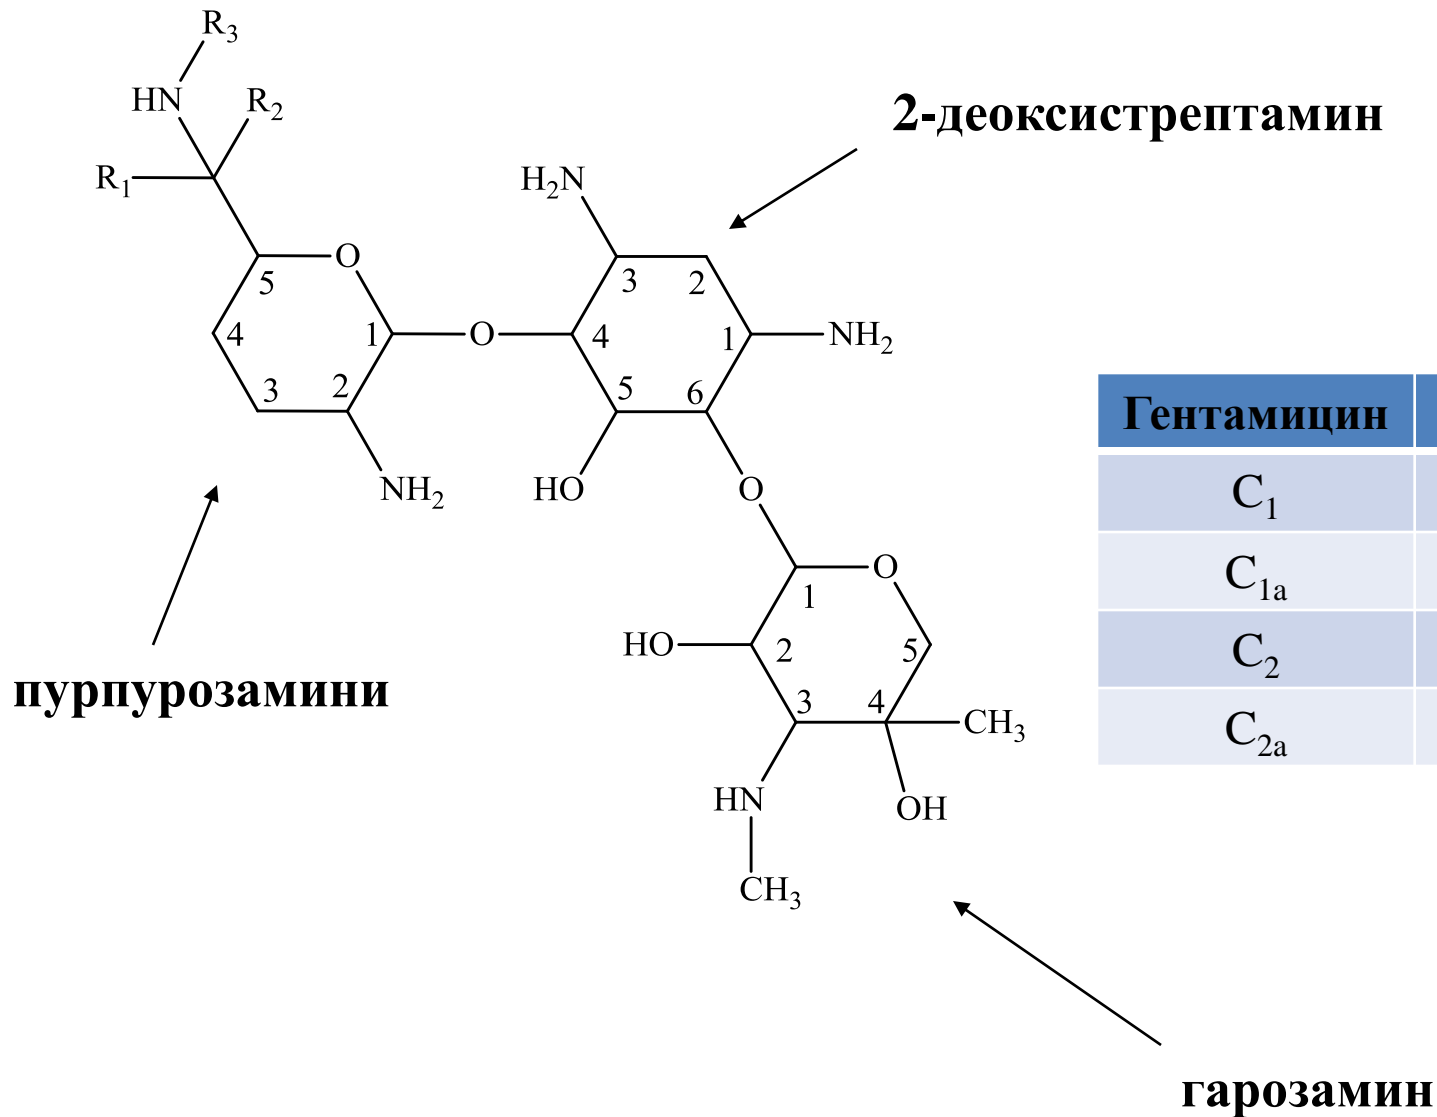 R3
HN
R2
R1
2-деоксистрептамин
H2N
O
5
4
3
2
1
NH2
O
3
2
4
1
5
6
NH2
HO
O
пурпурозамини
O
1
HO
2
5
3
4
CH3
HN
OH
CH3
Гентамицин
C1
C1a
C2
C2a
гарозамин